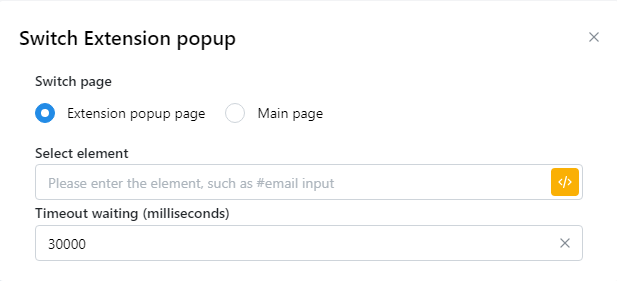 Switch Extension popup
Switch page
Extension popup page Main page
Select element
Please enter the element, such as #email input
</>
Timeout waiting (milliseconds)
30000